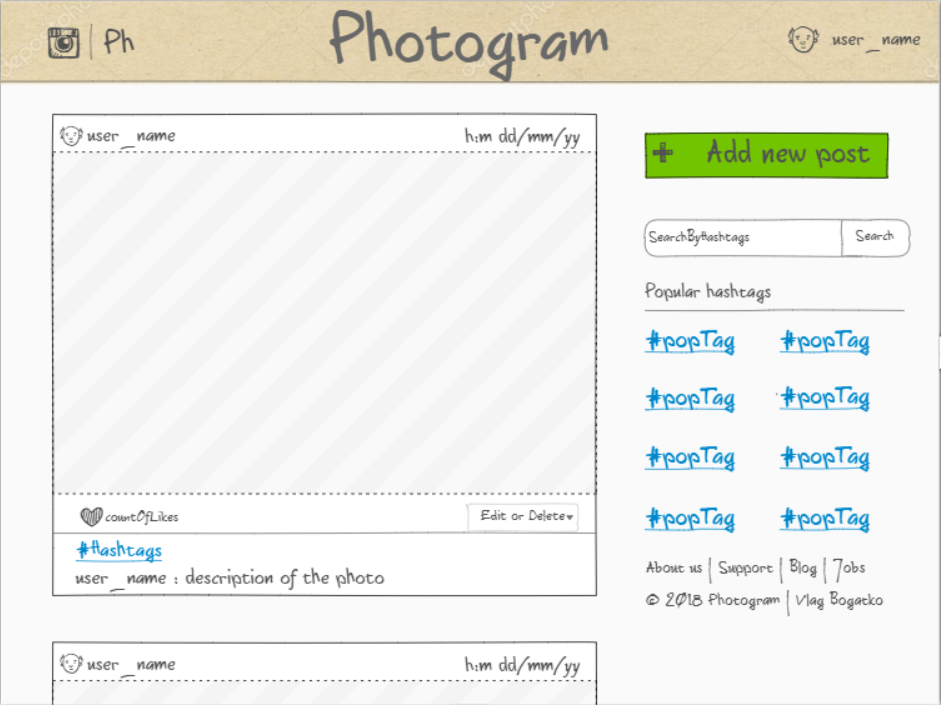 Ph
Photogram
user_name
user_name
h:m dd/mm/yy
countOfLikes
Edit or Delete
#Hashtags
user_name : description of the photo
user_name
h:m dd/mm/yy
Add new post
SearchByHashtags
Search
Popular hashtags
#popTag #popTag
#popTag #popTag
#popTag #popTag
#popTag #popTag
About us | Support | Blog | Jobs
© 2018 Photogram | Vlag Bogatko